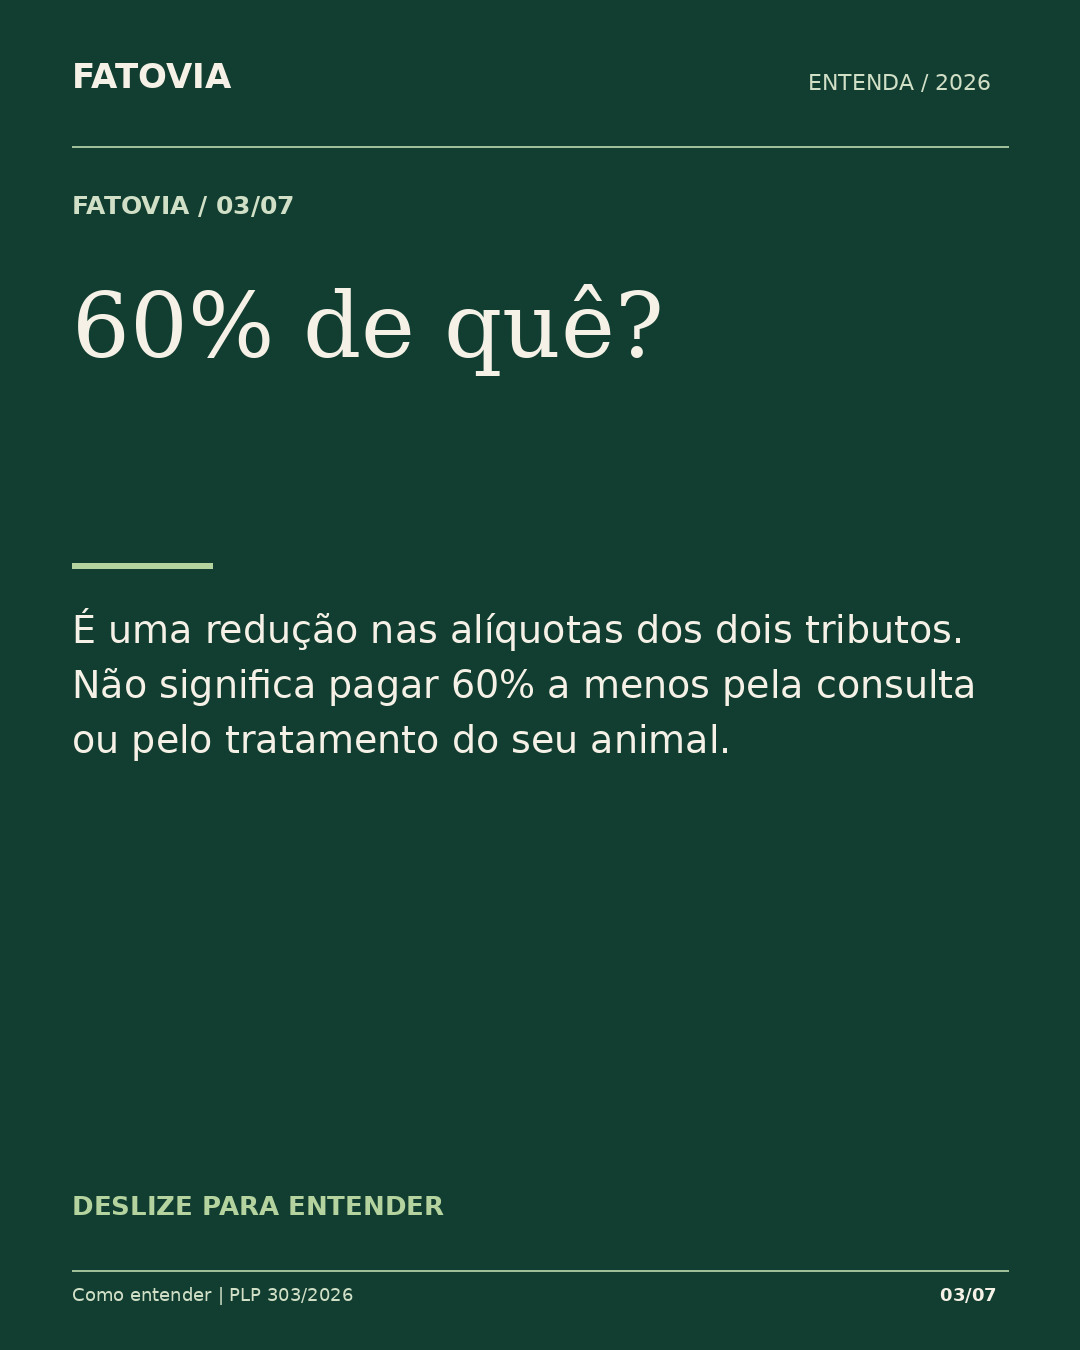 FATOVIA
ENTENDA / 2026
FATOVIA / 03/07
60% de quê?
É uma redução nas alíquotas dos dois tributos.
Não significa pagar 60% a menos pela consulta
ou pelo tratamento do seu animal.
DESLIZE PARA ENTENDER
Como entender | PLP 303/2026
03/07